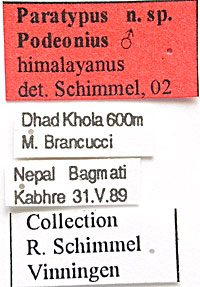 Paratypus n. sp.
Podeonius ♂
himalayanus
det. Schimmel, 02
Dhad Khola 600m
M. Brancucci
Nepal Bagmati
Kabhre 31.V.89
Collection
R. Schimmel
Vinningen